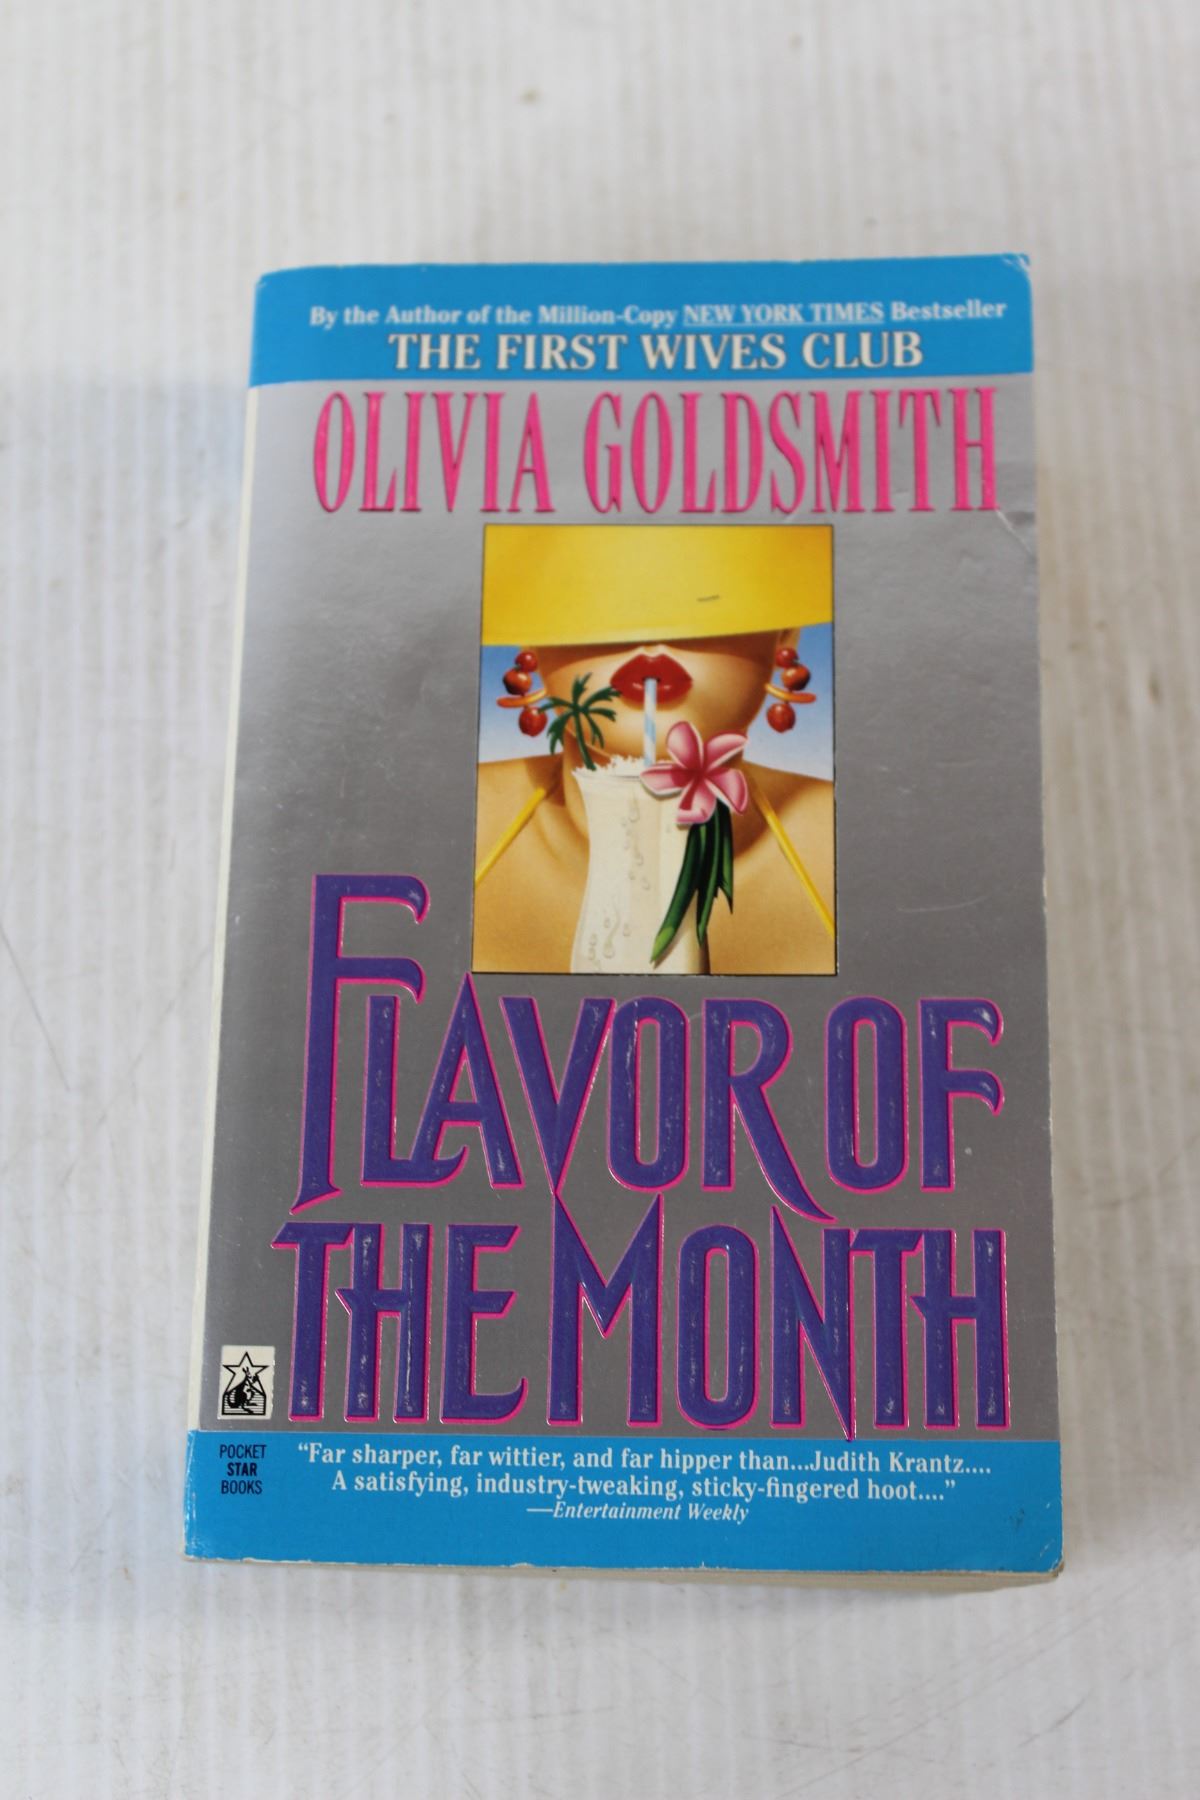 By the Author of the Million-Copy NEW YORK TIMES Bestseller
THE FIRST WIVES CLUB
OLIVIA GOLDSMITH
FLAVOR OF
THE MONTH
POCKET
STAR
BOOKS
“Far sharper, far wittier, and far hipper than...Judith Krantz....
A satisfying, industry-tweaking, sticky-fingered hoot....”
—Entertainment Weekly